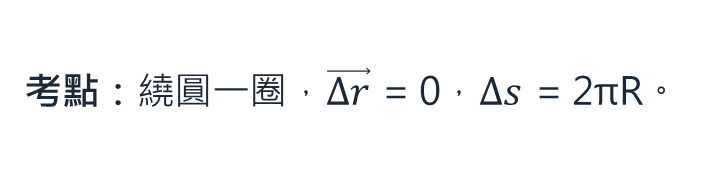 考點：繞圓一圈，$\overrightarrow{\Delta r}$ = 0，Δ𝑠 = 2πR。